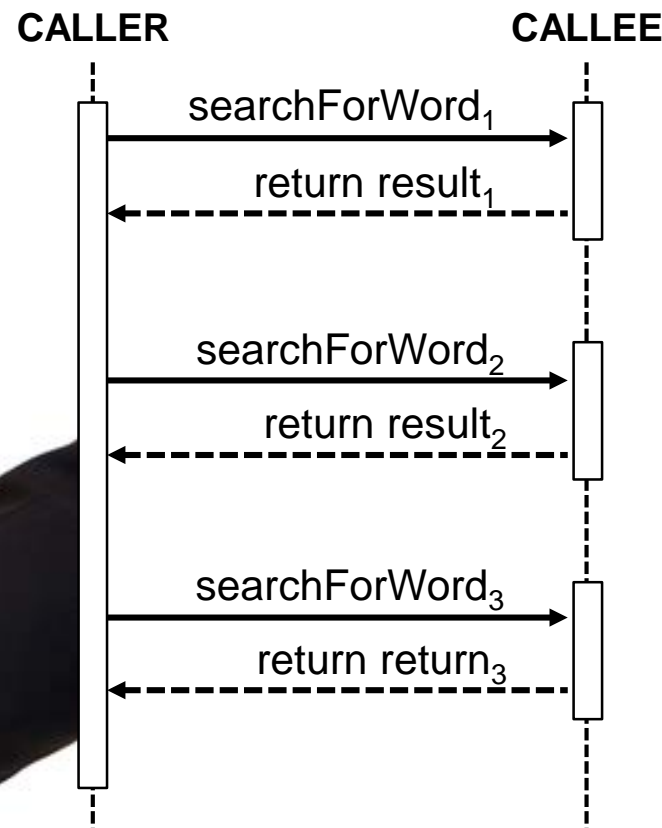 CALLER CALLEE
searchForWord₁
return result₁
searchForWord₂
return result₂
searchForWord₃
return return₃